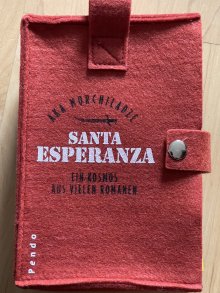 AKA MORCHILADZE
SANTA
ESPERANZA
EIN KOSMOS
AUS VIELEN ROMANEN
Pendo